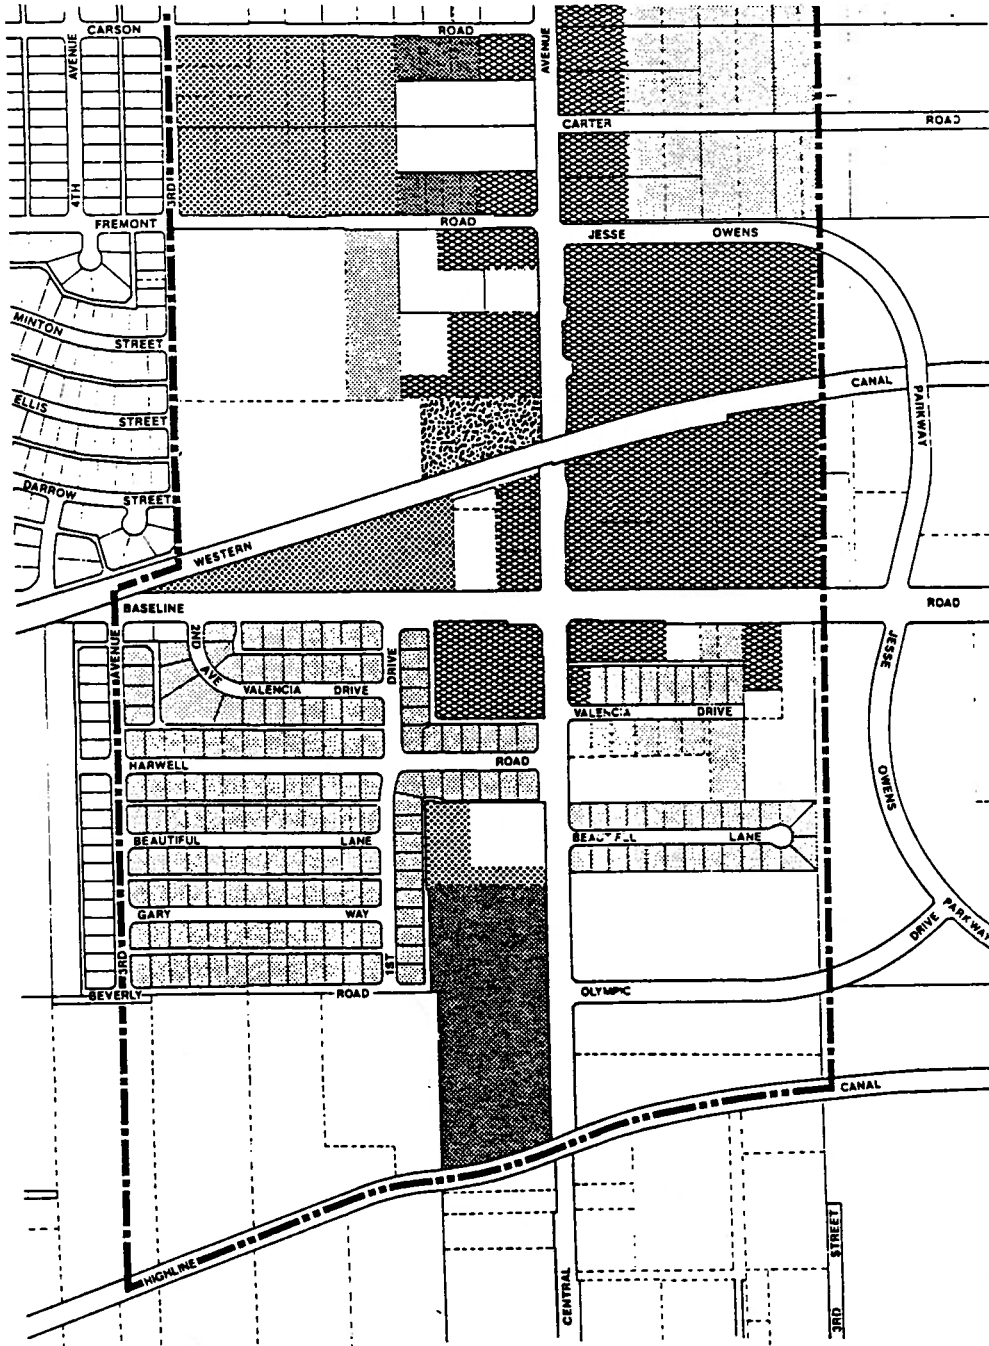 CARSON
ROAD
AVENUE
AVENUE
4TH
3RD
CARTER
ROAD
FREMONT
ROAD
JESSE OWENS
MINTON
STREET
ELLIS
STREET
DARROW
STREET
CANAL
PARKWAY
WESTERN
BASELINE
ROAD
AVENUE
2ND
AVE
DRIVE
VALENCIA DRIVE
VALENCIA DRIVE
JESSE
OWENS
HARWELL
ROAD
BEAUTIFUL LANE
BEAUTIFUL LANE
GARY WAY
3RD
1ST
DRIVE
PARKWAY
BEVERLY
ROAD
OLYMPIC
CANAL
HIGHLINE
CENTRAL
STREET
3RD